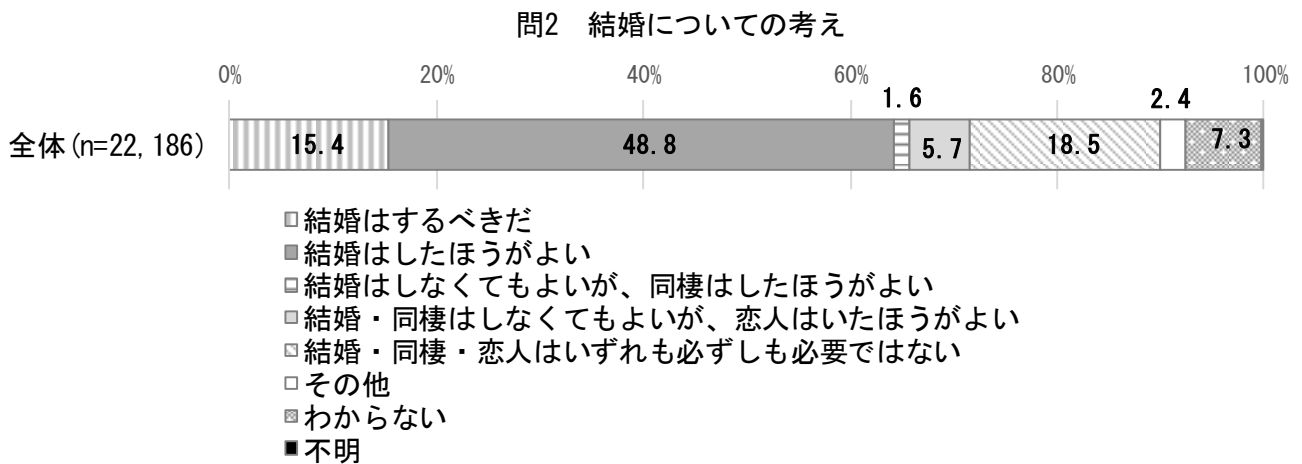 問2　結婚についての考え
0% 20% 40% 60% 80% 100%
1.6 2.4
全体(n=22,186) 15.4 48.8 5.7 18.5 7.3
結婚はするべきだ
結婚はしたほうがよい
結婚はしなくてもよいが、同棲はしたほうがよい
結婚・同棲はしなくてもよいが、恋人はいたほうがよい
結婚・同棲・恋人はいずれも必ずしも必要ではない
その他
わからない
不明